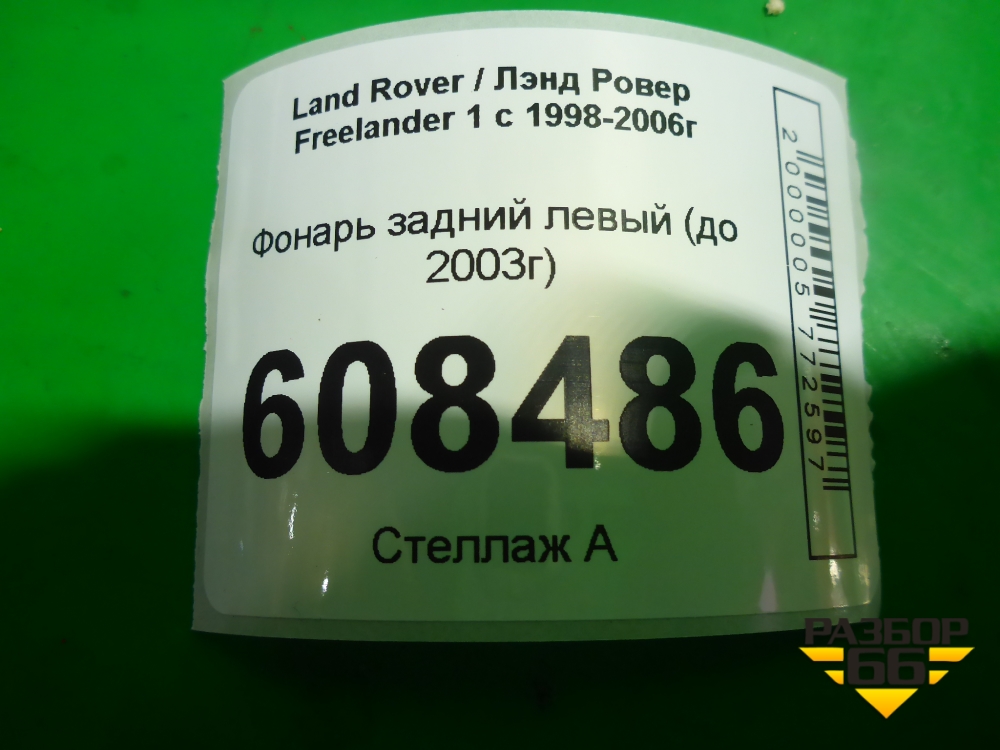 Land Rover / Лэнд Ровер
Freelander 1 с 1998-2006г
Фонарь задний левый (до
2003г)
608486
Стеллаж А
2000005772597
РАЗБОР
66